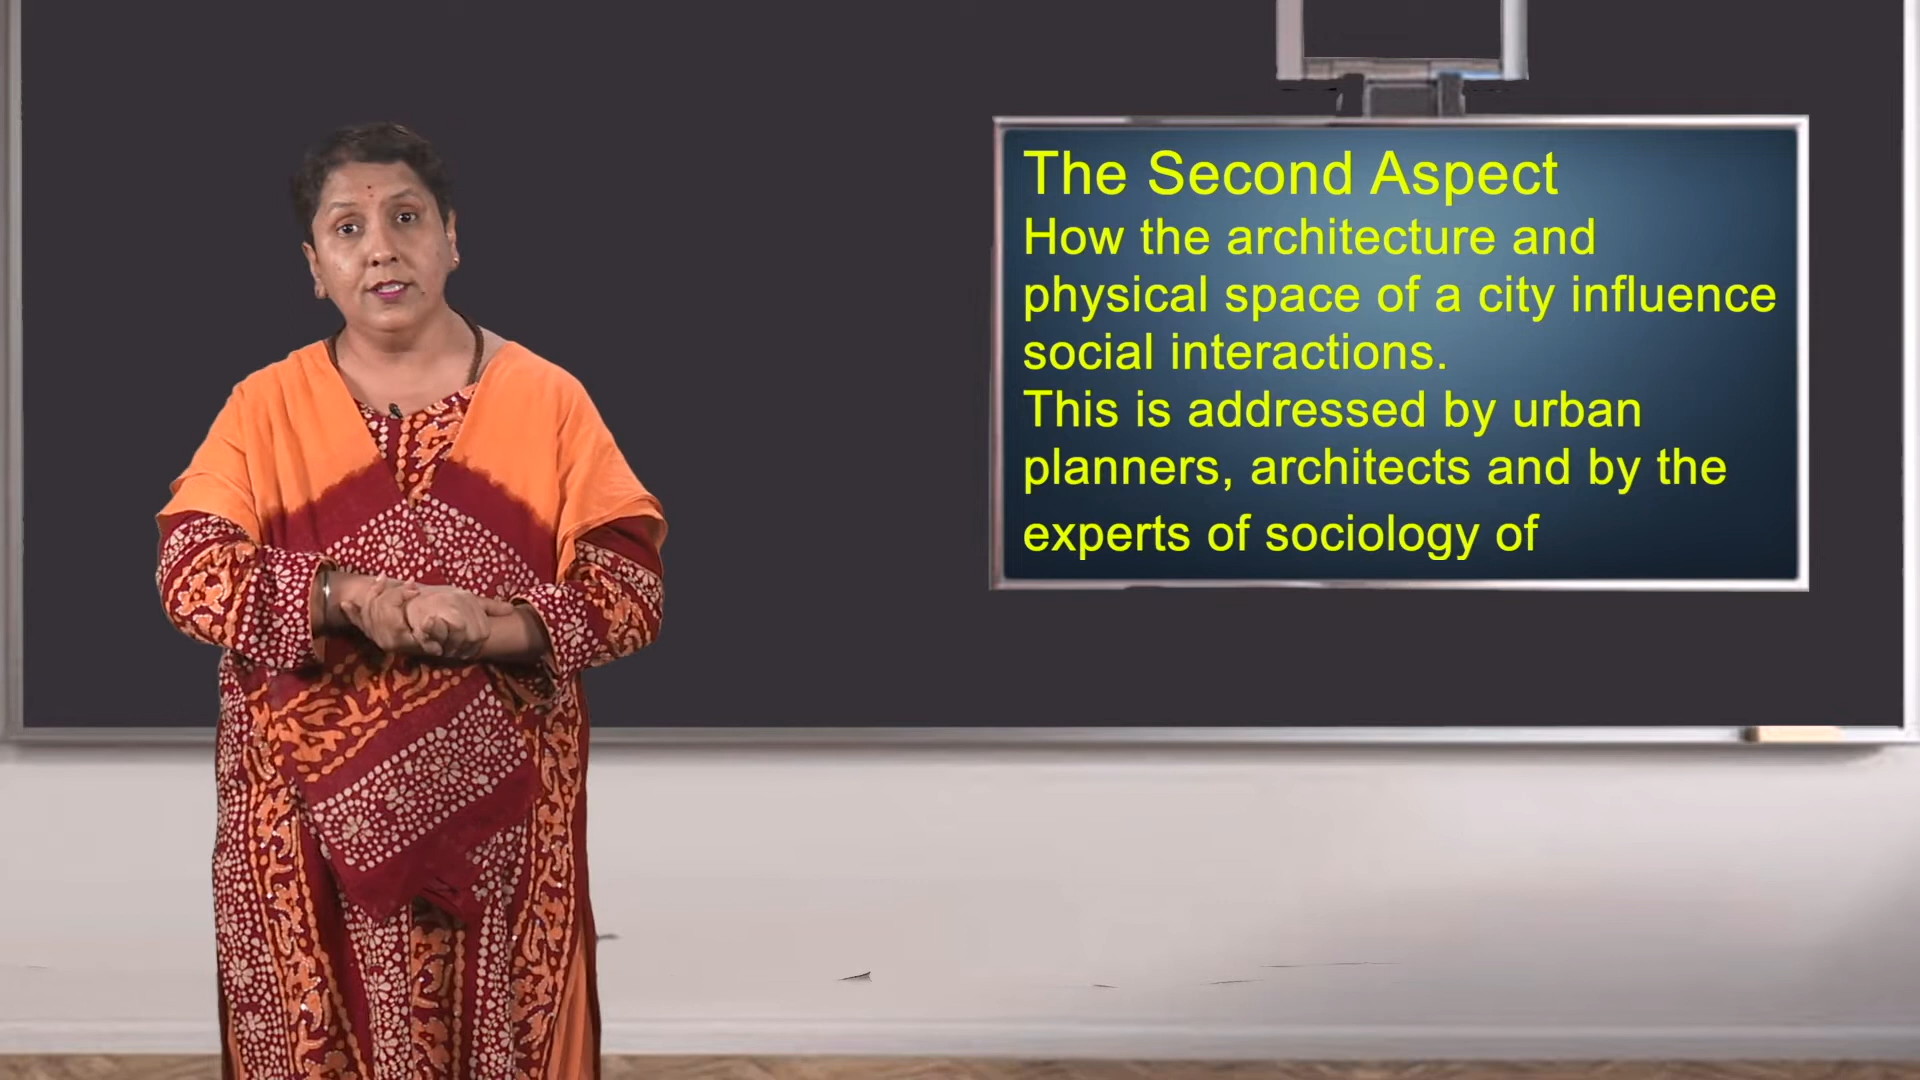 The Second Aspect
How the architecture and
physical space of a city influence
social interactions.
This is addressed by urban
planners, architects and by the
experts of sociology of